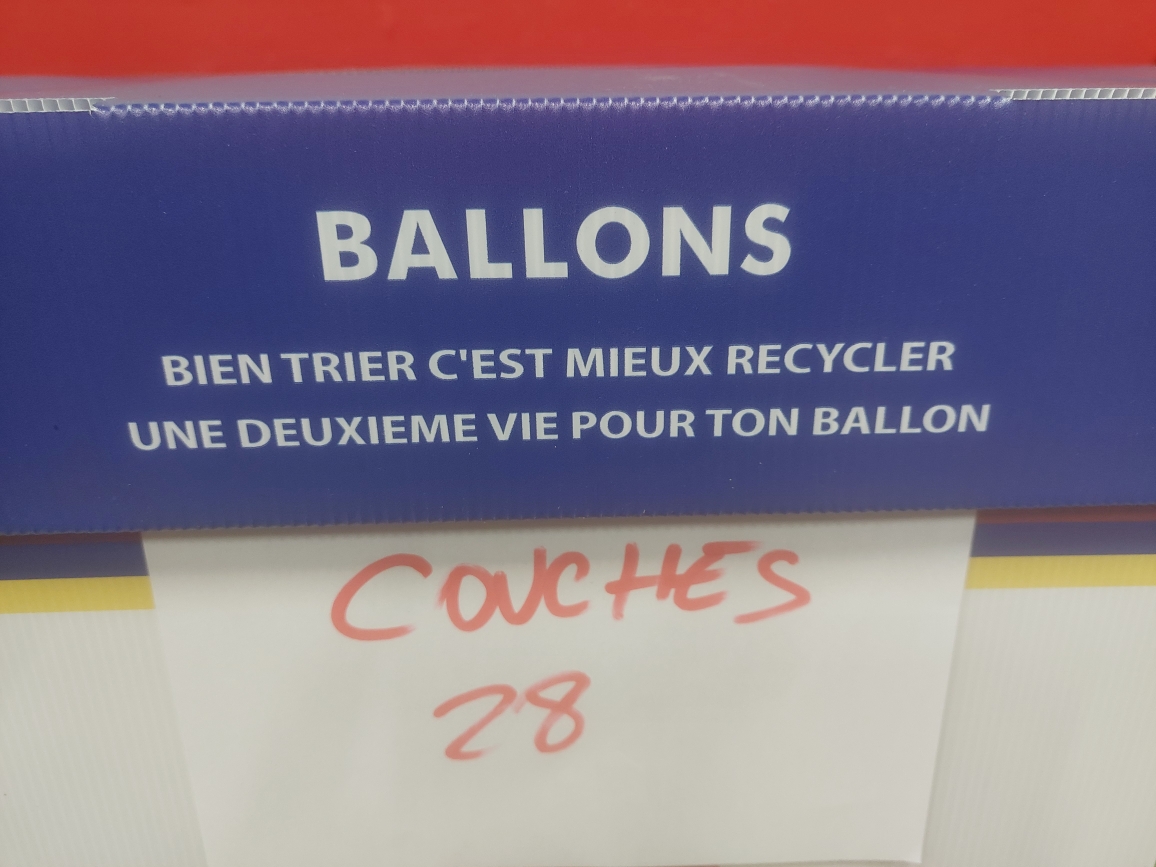 BALLONS
BIEN TRIER C'EST MIEUX RECYCLER
UNE DEUXIEME VIE POUR TON BALLON
COUCHES
28